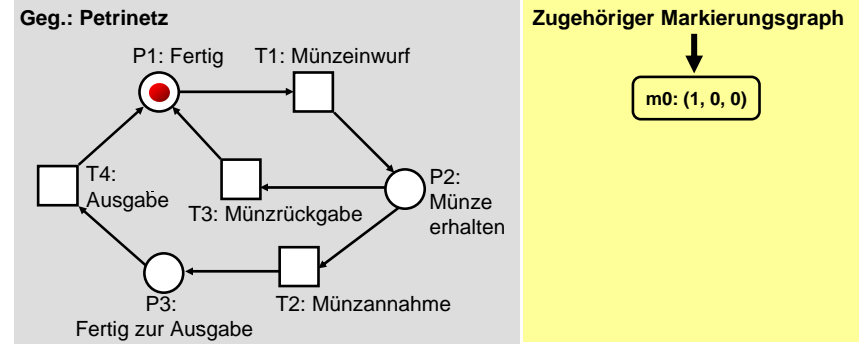 Geg.: Petrinetz
P1: Fertig
T1: Münzeinwurf
T4:
Ausgabe
T3: Münzrückgabe
P2:
Münze
erhalten
P3:
Fertig zur Ausgabe
T2: Münzannahme
Zugehöriger Markierungsgraph
m0: (1, 0, 0)